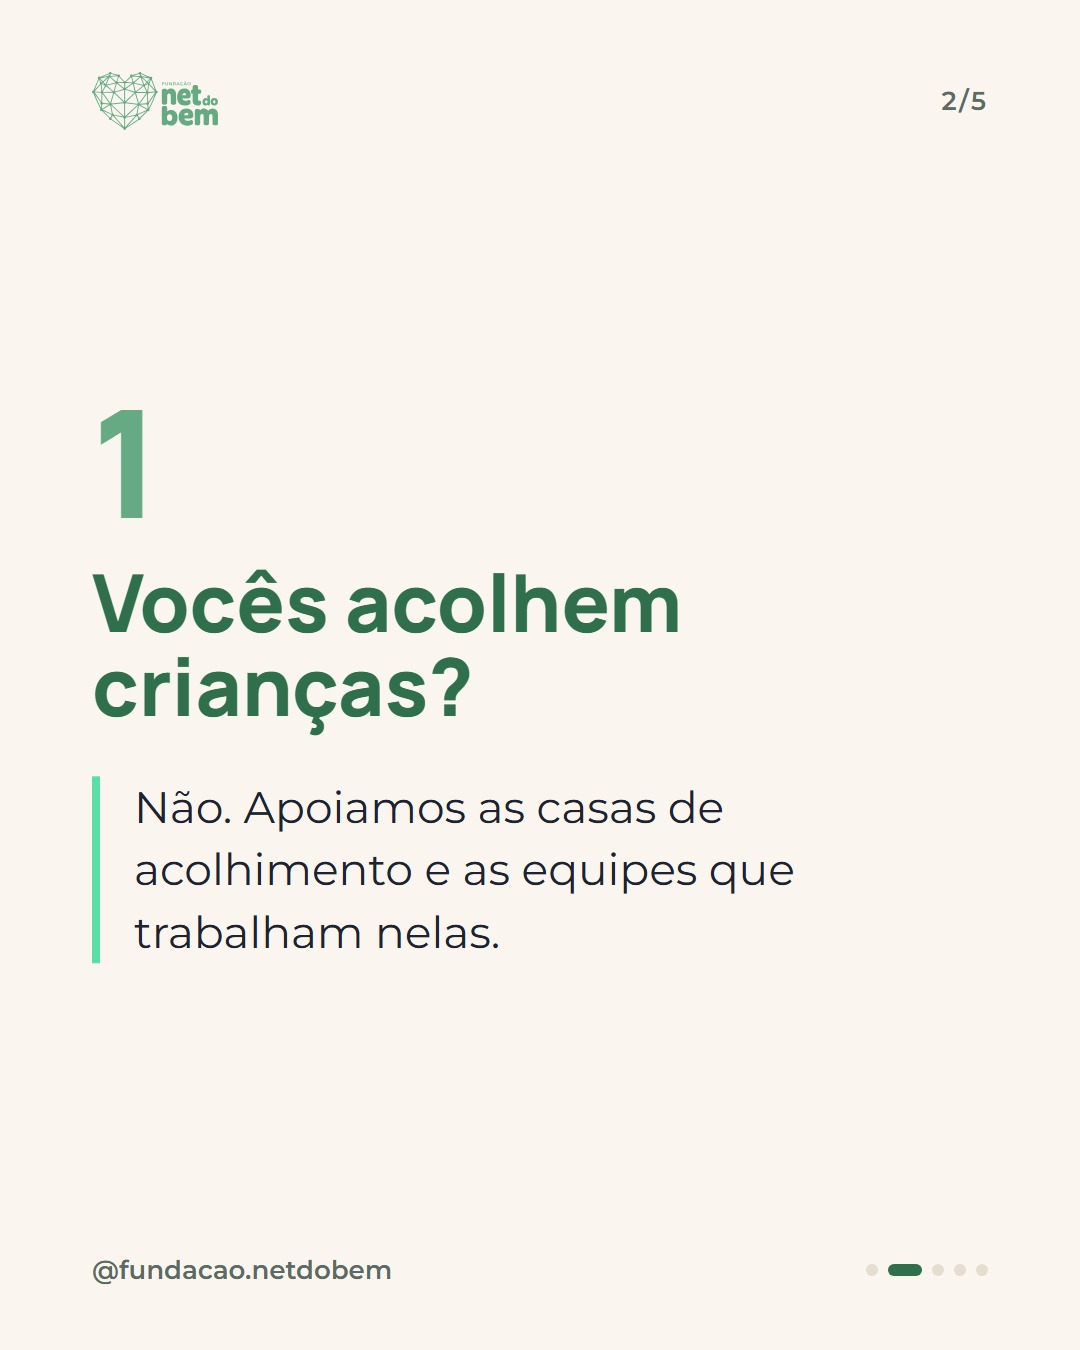 FUNDAÇÃO
net do
bem
2/5
1
Vocês acolhem
crianças?
Não. Apoiamos as casas de
acolhimento e as equipes que
trabalham nelas.
@fundacao.netdobem